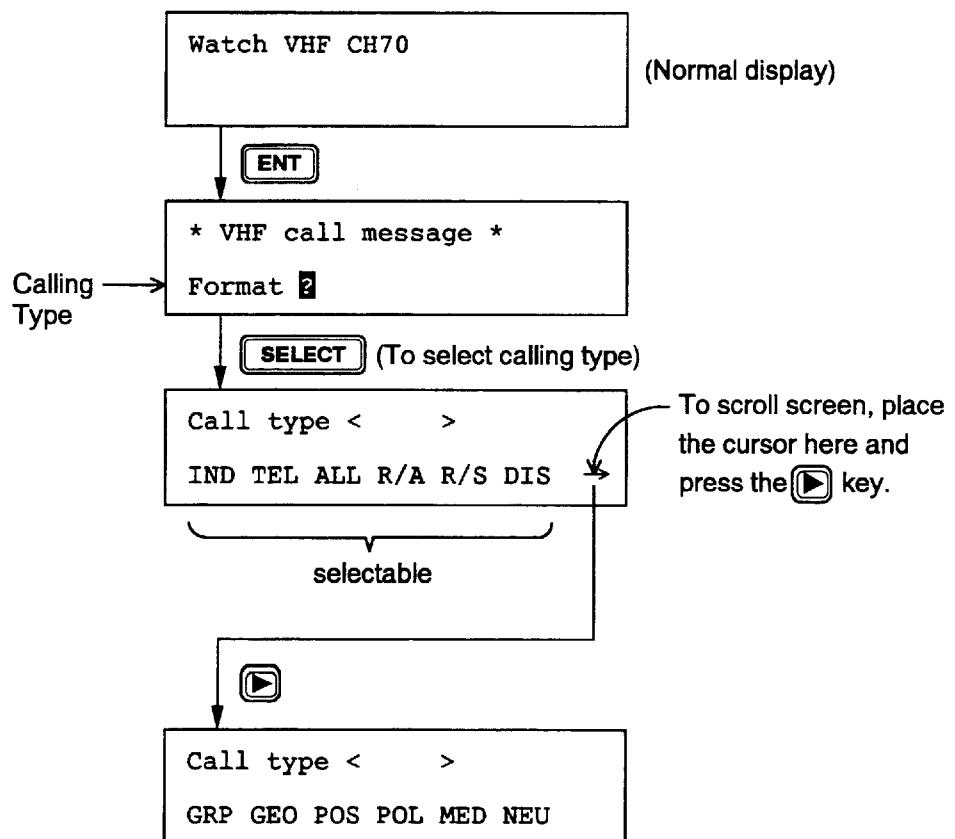 Watch VHF CH70
(Normal display)
ENT
* VHF call message *
Calling
Type
Format ?
SELECT (To select calling type)
Call type <     >
IND TEL ALL R/A R/S DIS →
To scroll screen, place
the cursor here and
press the ▶ key.
selectable
▶
Call type <     >
GRP GEO POS POL MED NEU